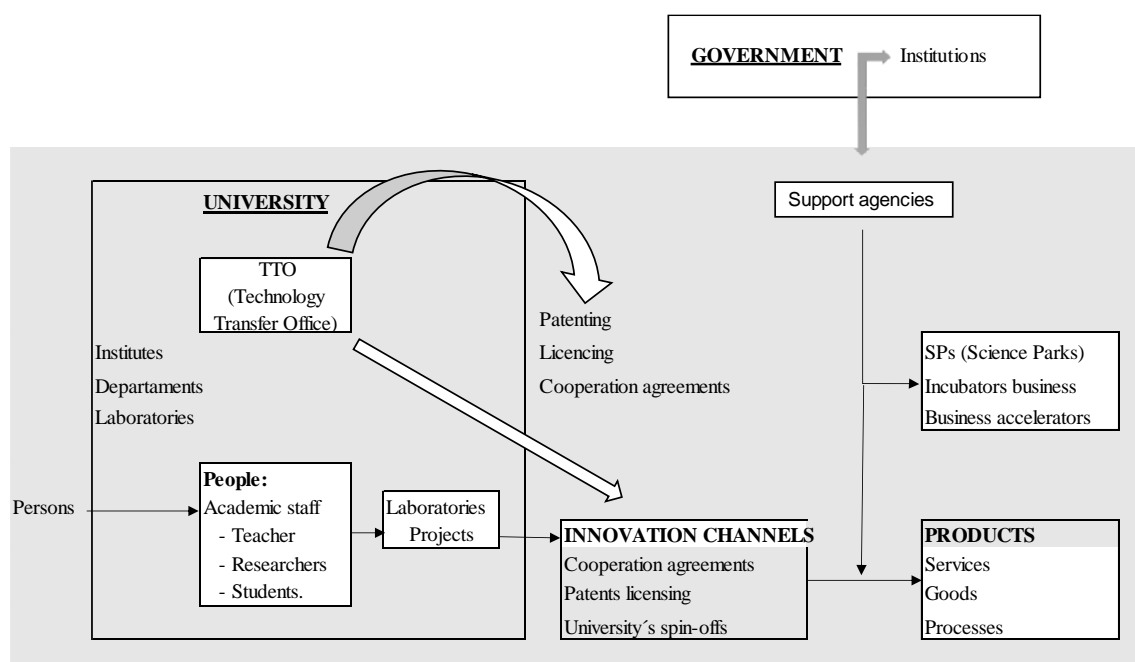 GOVERNMENT Institutions
Support agencies
UNIVERSITY
TTO
(Technology
Transfer Office)
Patenting
Licencing
Cooperation agreements
Institutes
Departaments
Laboratories
SPs (Science Parks)
Incubators business
Business accelerators
Persons
People:
Academic staff
- Teacher
- Researchers
- Students.
Laboratories
Projects
INNOVATION CHANNELS
Cooperation agreements
Patents licensing
University´s spin-offs
PRODUCTS
Services
Goods
Processes